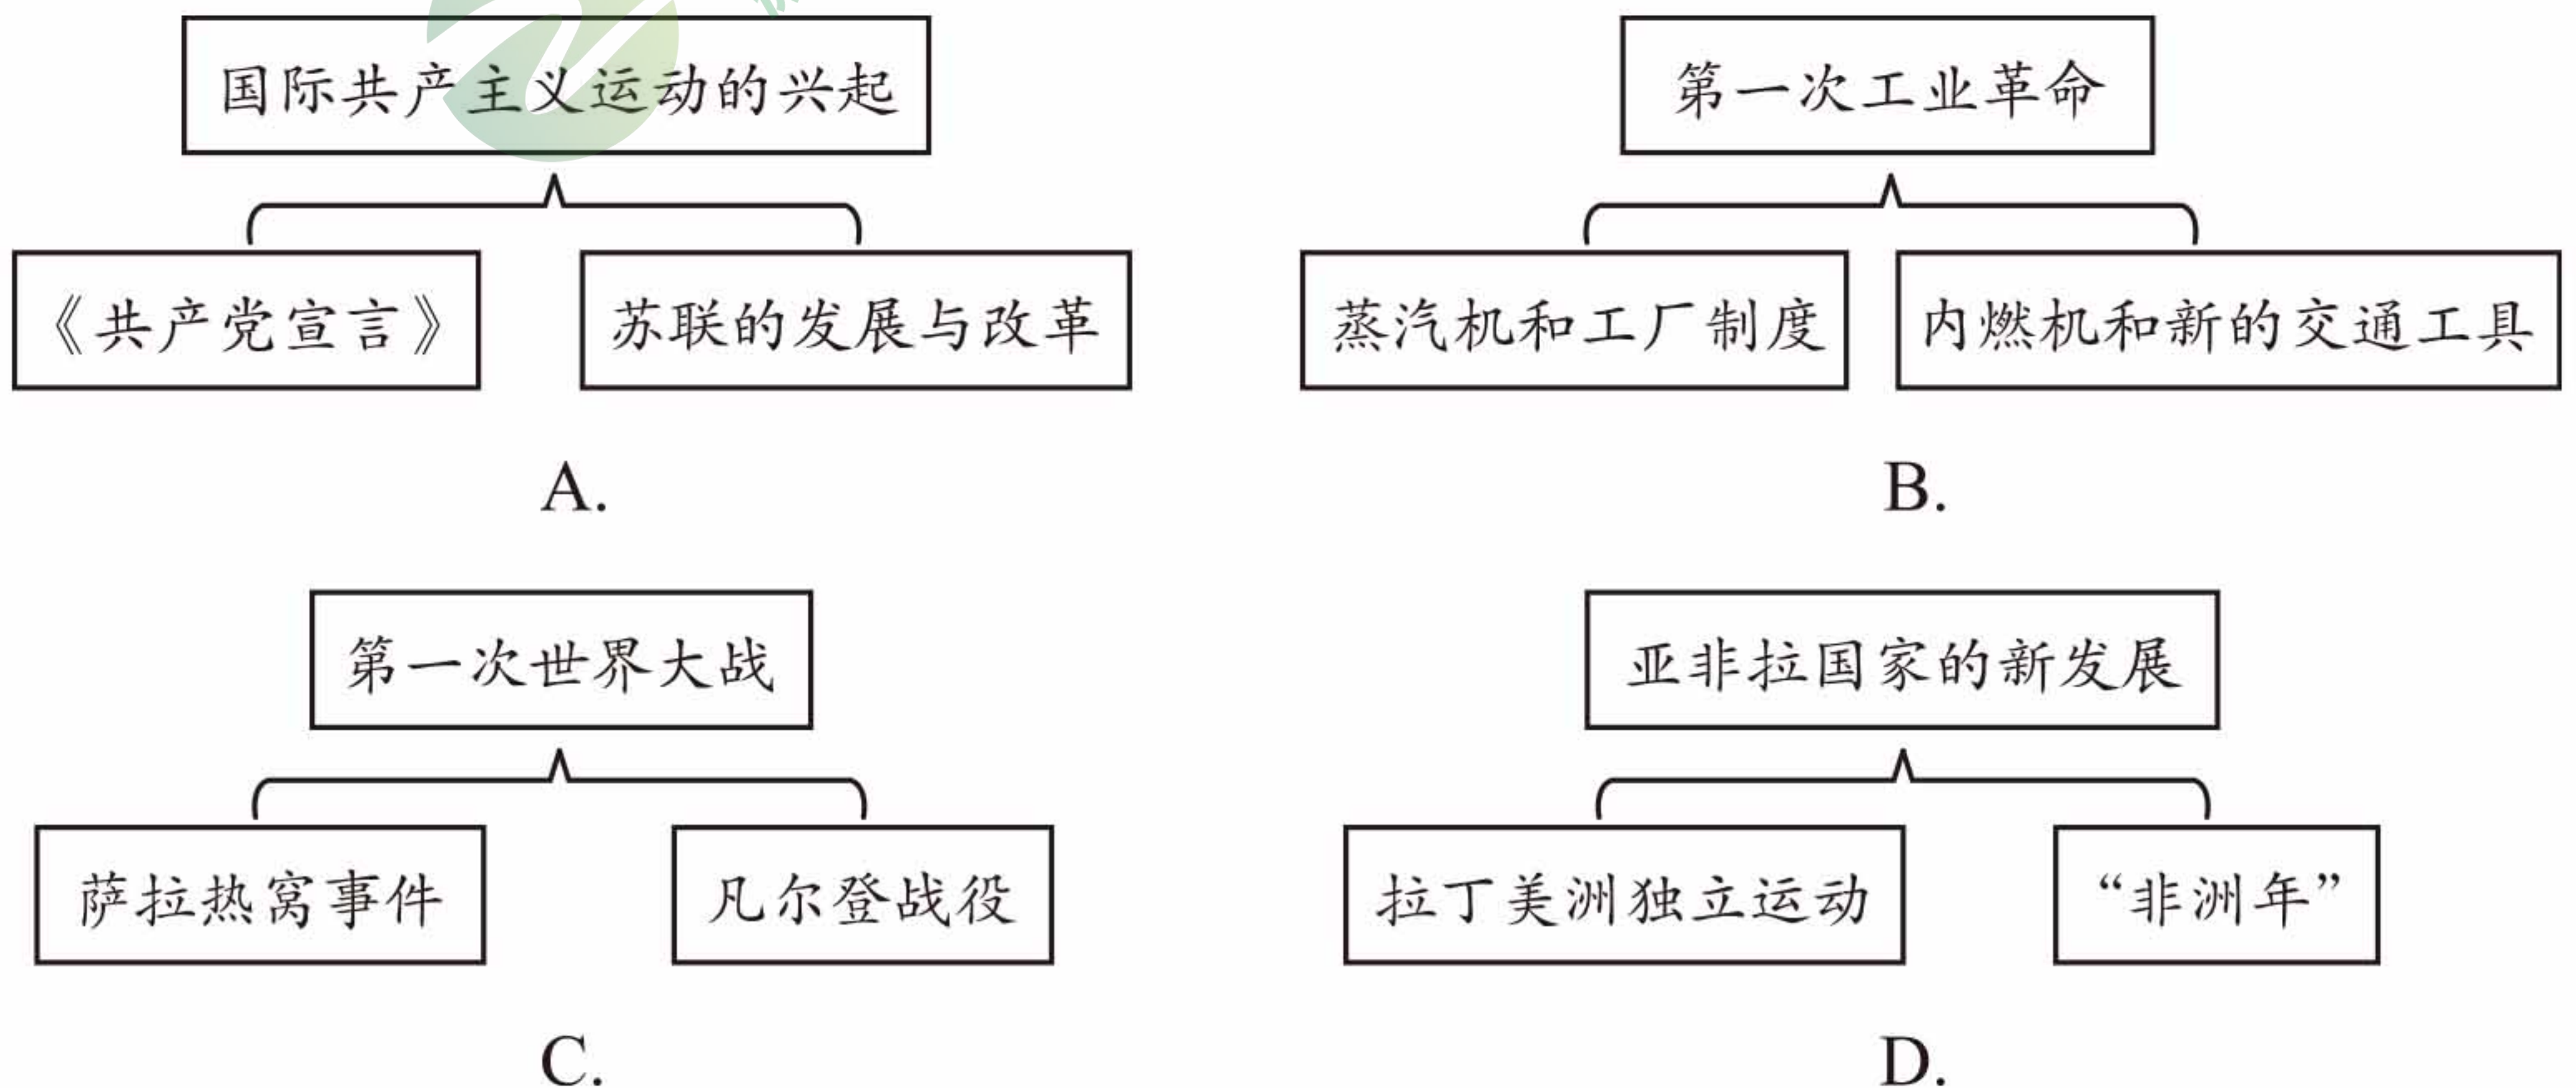 国际共产主义运动的兴起
第一次工业革命
《共产党宣言》
苏联的发展与改革
蒸汽机和工厂制度
内燃机和新的交通工具
A.
B.
第一次世界大战
亚非拉国家的新发展
萨拉热窝事件
凡尔登战役
拉丁美洲独立运动
“非洲年”
C.
D.